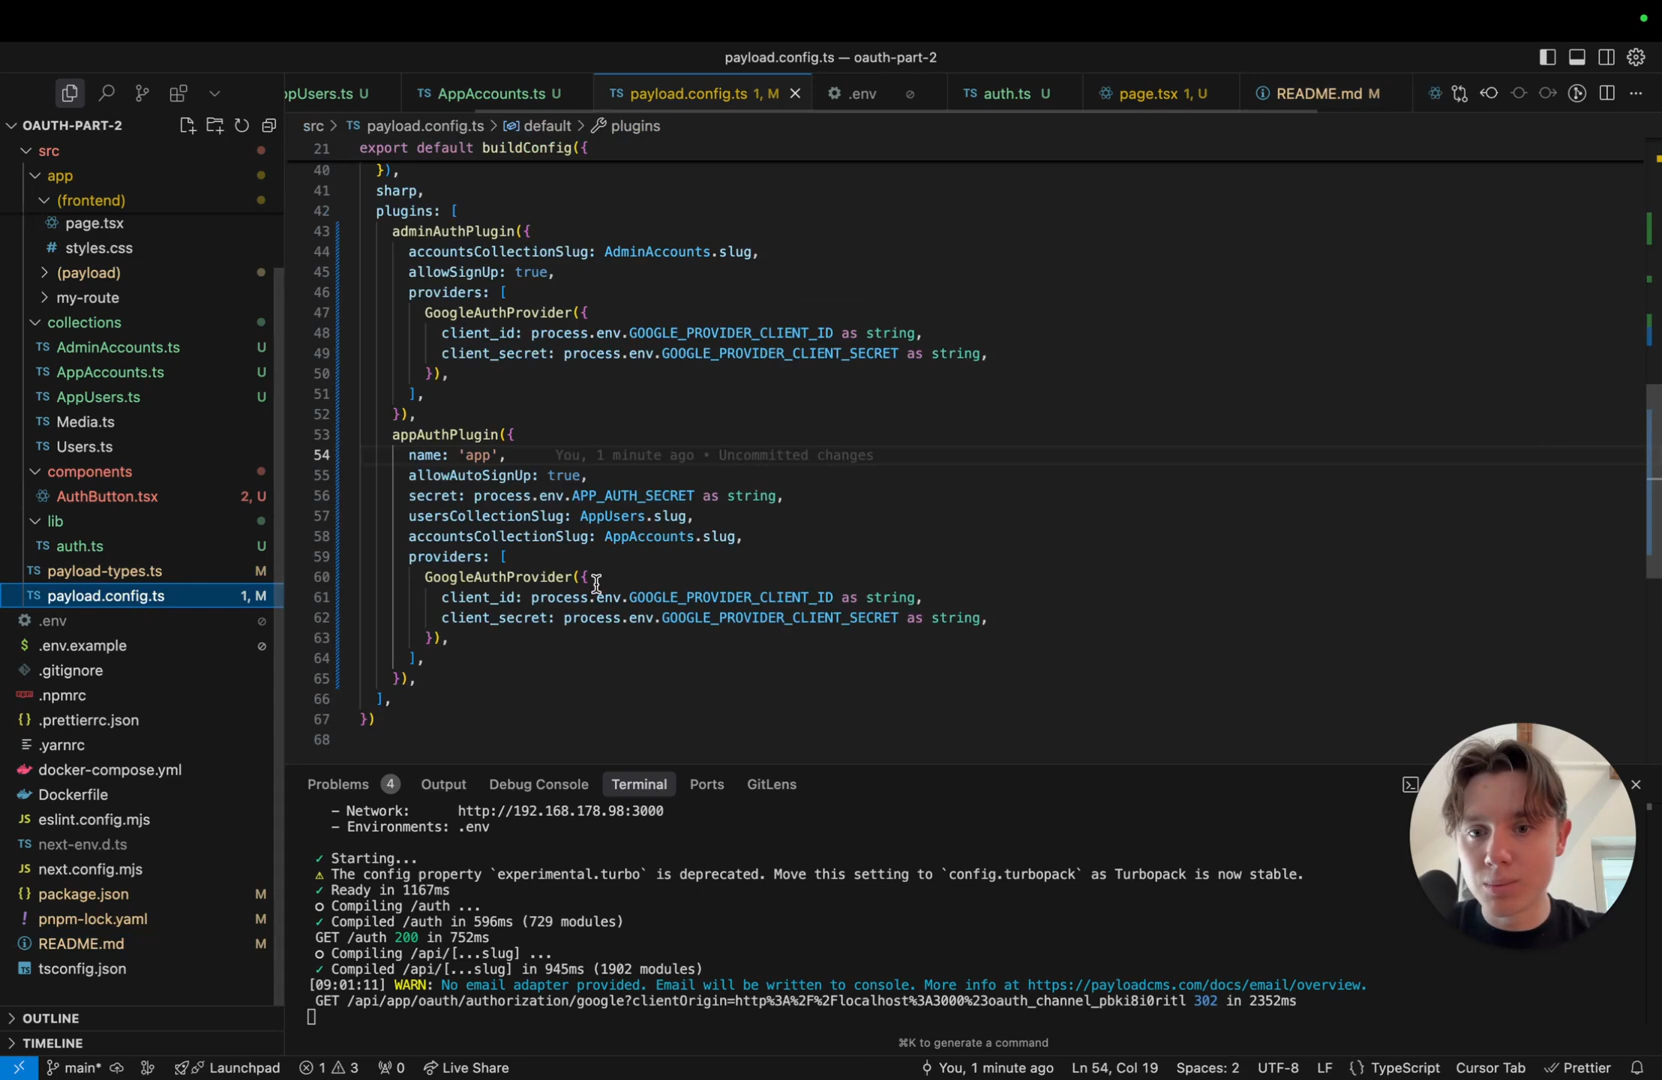 payload.config.ts — oauth-part-2
ppUsers.ts U
TS AppAccounts.ts U
TS payload.config.ts 1, M
.env
TS auth.ts U
page.tsx 1, U
README.md M
OAUTH-PART-2
src > TS payload.config.ts > default > plugins
src
app
(frontend)
page.tsx
# styles.css
(payload)
my-route
collections
TS AdminAccounts.ts U
TS AppAccounts.ts U
TS AppUsers.ts U
TS Media.ts
TS Users.ts
components
AuthButton.tsx 2, U
lib
TS auth.ts U
TS payload-types.ts M
TS payload.config.ts 1, M
.env
$ .env.example
.gitignore
.npmrc
{} .prettierrc.json
.yarnrc
docker-compose.yml
Dockerfile
eslint.config.mjs
TS next-env.d.ts
TS next.config.mjs
{} package.json M
! pnpm-lock.yaml M
README.md M
tsconfig.json
OUTLINE
TIMELINE
21 export default buildConfig({
40 }),
41 sharp,
42 plugins: [
43 adminAuthPlugin({
44 accountsCollectionSlug: AdminAccounts.slug,
45 allowSignUp: true,
46 providers: [
47 GoogleAuthProvider({
48 client_id: process.env.GOOGLE_PROVIDER_CLIENT_ID as string,
49 client_secret: process.env.GOOGLE_PROVIDER_CLIENT_SECRET as string,
50 }),
51 ],
52 }),
53 appAuthPlugin({
54 name: 'app', You, 1 minute ago • Uncommitted changes
55 allowAutoSignUp: true,
56 secret: process.env.APP_AUTH_SECRET as string,
57 usersCollectionSlug: AppUsers.slug,
58 accountsCollectionSlug: AppAccounts.slug,
59 providers: [
60 GoogleAuthProvider({
61 client_id: process.env.GOOGLE_PROVIDER_CLIENT_ID as string,
62 client_secret: process.env.GOOGLE_PROVIDER_CLIENT_SECRET as string,
63 }),
64 ],
65 }),
66 ],
67 })
68
Problems 4 Output Debug Console Terminal Ports GitLens
- Network: http://192.168.178.98:3000
- Environments: .env
✓ Starting...
⚠ The config property `experimental.turbo` is deprecated. Move this setting to `config.turbopack` as Turbopack is now stable.
✓ Ready in 1167ms
○ Compiling /auth ...
✓ Compiled /auth in 596ms (729 modules)
GET /auth 200 in 752ms
○ Compiling /api/[...slug] ...
✓ Compiled /api/[...slug] in 945ms (1902 modules)
[09:01:11] WARN: No email adapter provided. Email will be written to console. More info at https://payloadcms.com/docs/email/overview.
GET /api/app/oauth/authorization/google?clientOrigin=http%3A%2F%2Flocalhost%3A3000%23oauth_channel_pbki8i0ritl 302 in 2352ms
⌘K to generate a command
main* Launchpad 1 3 0 Live Share You, 1 minute ago Ln 54, Col 19 Spaces: 2 UTF-8 LF {} TypeScript Cursor Tab Prettier